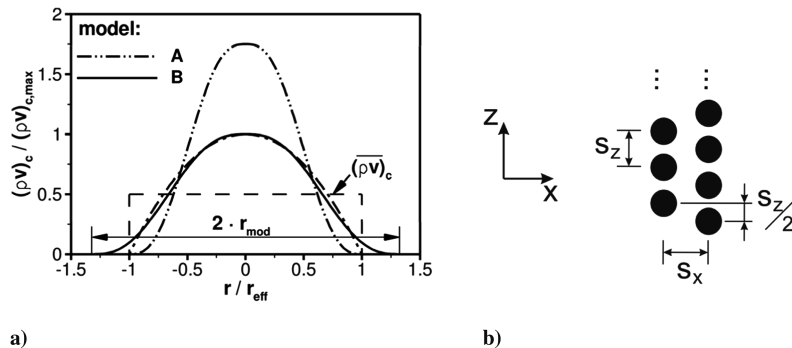 model:
A
B
(ρv)c / (ρv)c,max
2
1.5
1
0.5
0
(ρv)c
2 · rmod
-1.5 -1 -0.5 0 0.5 1 1.5
r / reff
a)
Z
X
Sz
Sz/2
Sx
b)